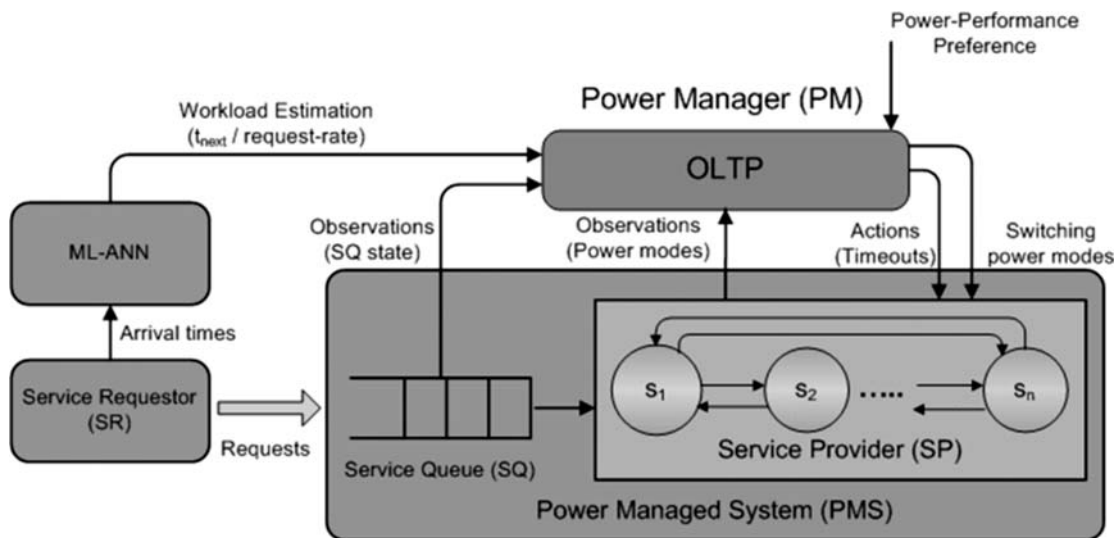 Power-Performance
Preference
Power Manager (PM)
Workload Estimation
(tnext / request-rate)
OLTP
Observations
(SQ state)
Observations
(Power modes)
Actions
(Timeouts)
Switching
power modes
ML-ANN
Arrival times
Service Requestor
(SR)
Requests
S1
S2
.....
Sn
Service Queue (SQ)
Service Provider (SP)
Power Managed System (PMS)